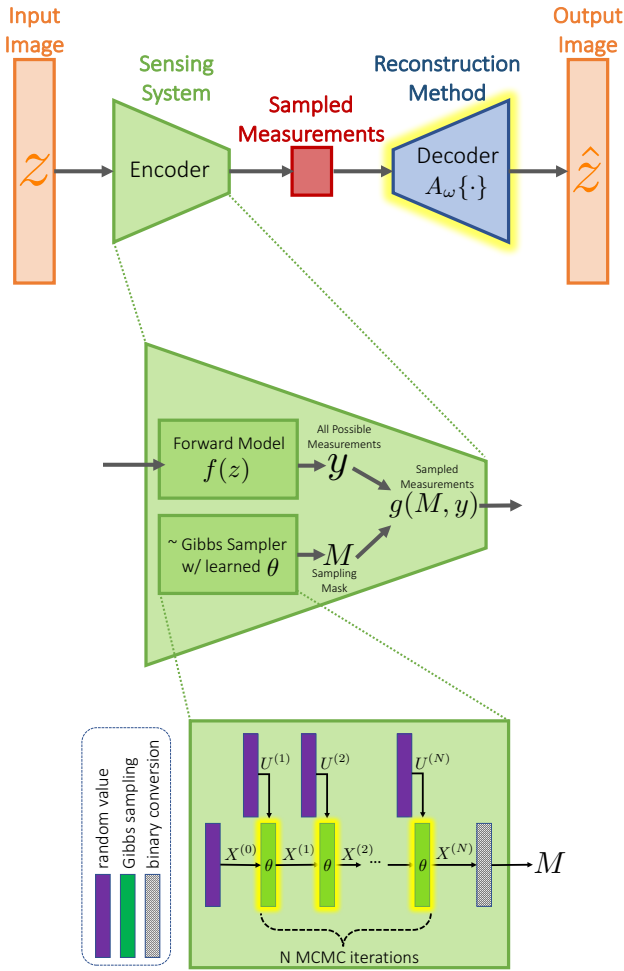 Input
Image
Sensing
System
Sampled
Measurements
Reconstruction
Method
Output
Image
z
Encoder
Decoder
A_ω{·}
ẑ
Forward Model
f(z)
All Possible
Measurements
y
Sampled
Measurements
g(M, y)
~ Gibbs Sampler
w/ learned θ
M
Sampling
Mask
random value
Gibbs sampling
binary conversion
U^(1)
U^(2)
U^(N)
X^(0)
θ
X^(1)
θ
X^(2)
...
θ
X^(N)
M
N MCMC iterations